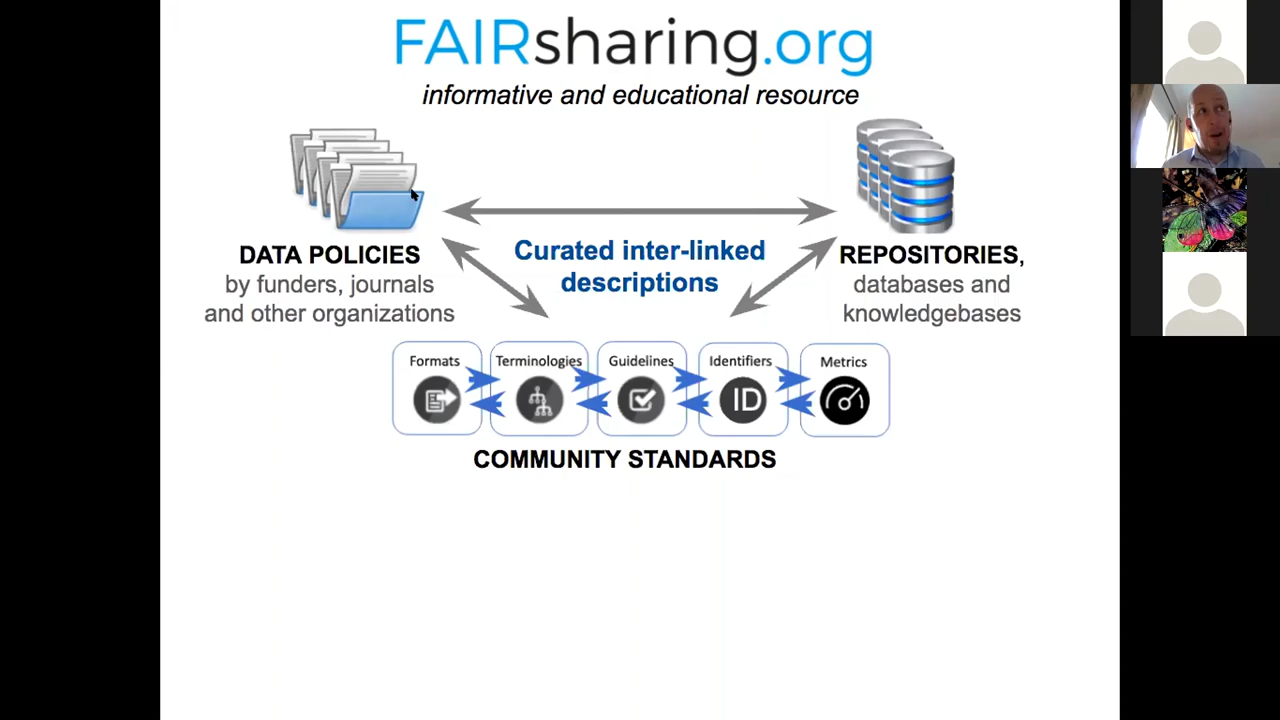 FAIRsharing.org
informative and educational resource
DATA POLICIES
by funders, journals
and other organizations
Curated inter-linked
descriptions
REPOSITORIES,
databases and
knowledgebases
Formats
Terminologies
Guidelines
Identifiers
Metrics
ID
COMMUNITY STANDARDS